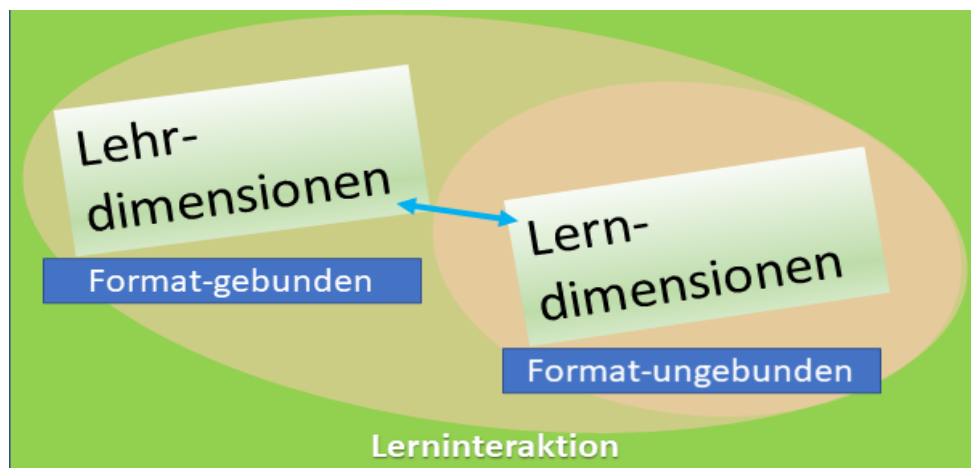 Lehr-
dimensionen
Format-gebunden
Lern-
dimensionen
Format-ungebunden
Lerninteraktion